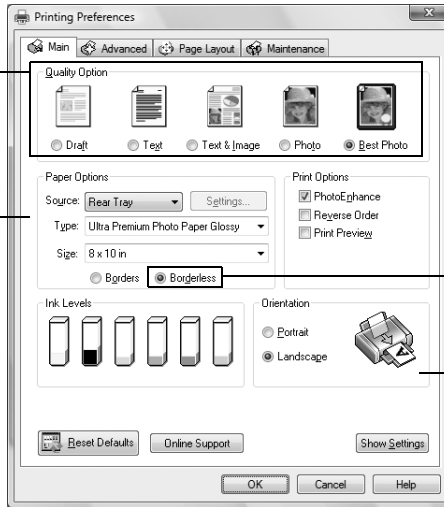 Printing Preferences
Main Advanced Page Layout Maintenance
Quality Option
Draft Text Text & Image Photo Best Photo
Paper Options
Source: Rear Tray Settings...
Type: Ultra Premium Photo Paper Glossy
Size: 8 x 10 in
Borders Borderless
Print Options
PhotoEnhance
Reverse Order
Print Preview
Ink Levels
Orientation
Portrait
Landscape
Reset Defaults Online Support Show Settings
OK Cancel Help